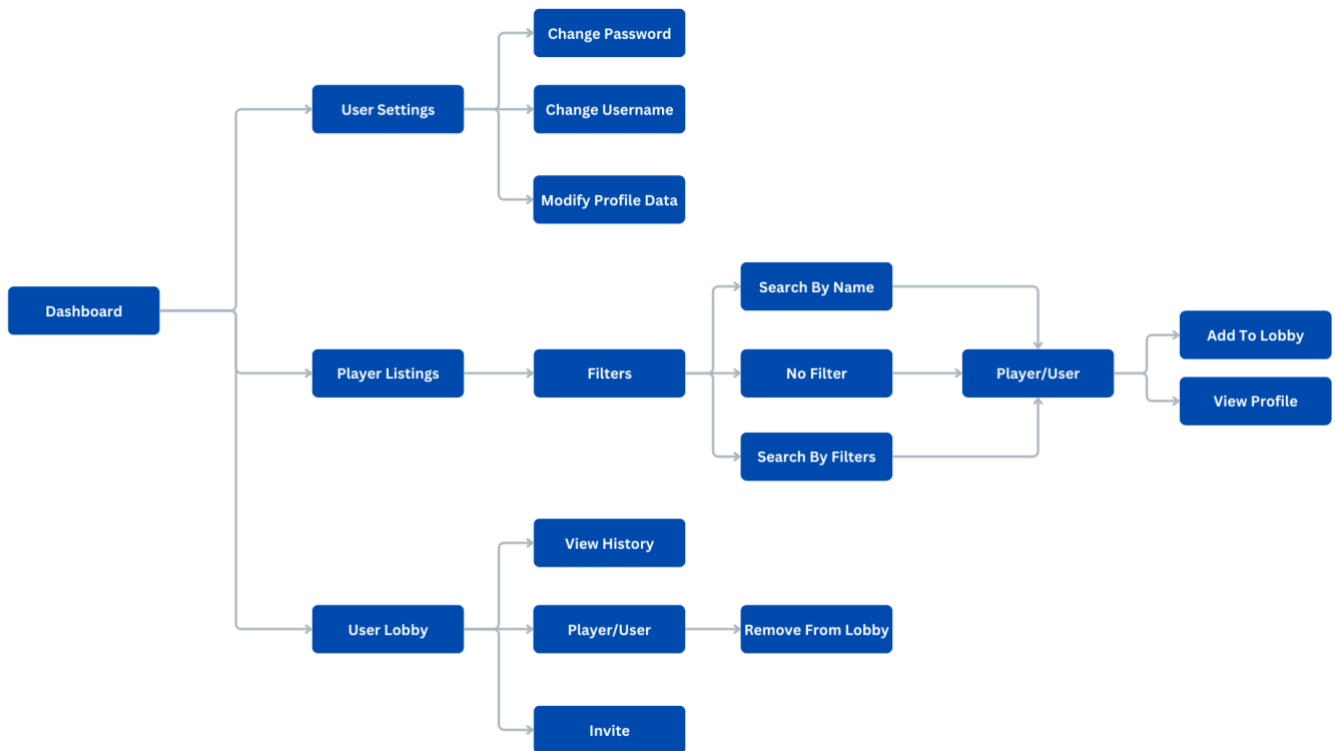 Change Password
User Settings
Change Username
Modify Profile Data
Dashboard
Search By Name
Add To Lobby
Player Listings
Filters
No Filter
Player/User
View Profile
Search By Filters
View History
User Lobby
Player/User
Remove From Lobby
Invite